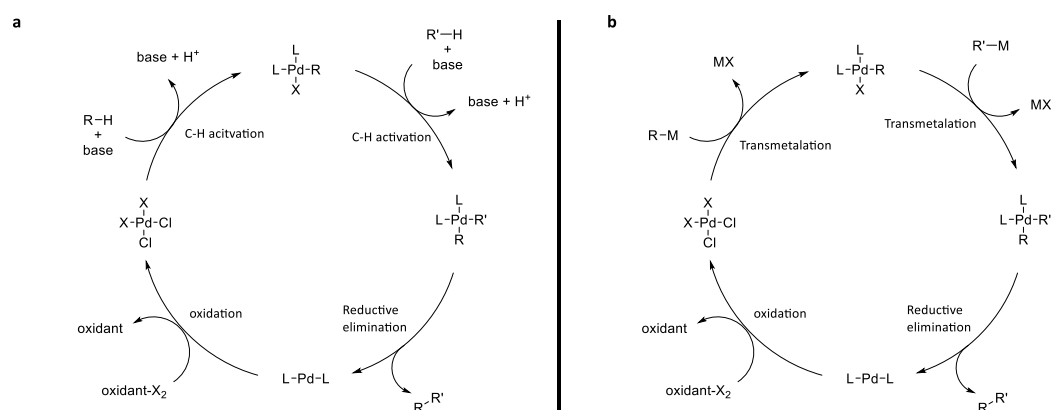 a
base + H+
L
L-Pd-R
X
R'-H
+
base
base + H+
R-H
+
base
C-H acitvation
C-H activation
X
X-Pd-Cl
Cl
L
L-Pd-R'
R
oxidation
Reductive
elimination
oxidant
oxidant-X2
L-Pd-L
R-R'
b
MX
L
L-Pd-R
X
R'-M
MX
R-M
Transmetalation
Transmetalation
X
X-Pd-Cl
Cl
L
L-Pd-R'
R
oxidation
Reductive
elimination
oxidant
oxidant-X2
L-Pd-L
R-R'